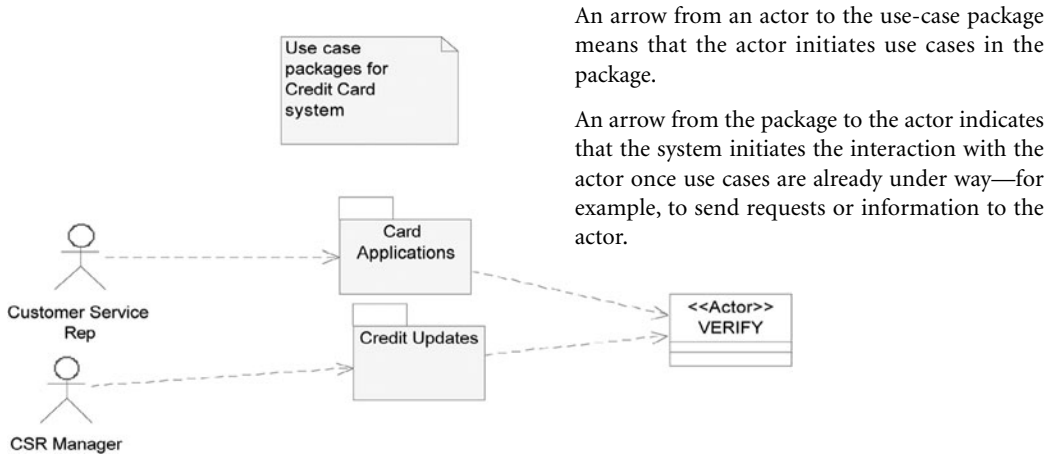 An arrow from an actor to the use-case package
means that the actor initiates use cases in the
package.
An arrow from the package to the actor indicates
that the system initiates the interaction with the
actor once use cases are already under way—for
example, to send requests or information to the
actor.
Use case
packages for
Credit Card
system
Card
Applications
Customer Service
Rep
<<Actor>>
VERIFY
Credit Updates
CSR Manager